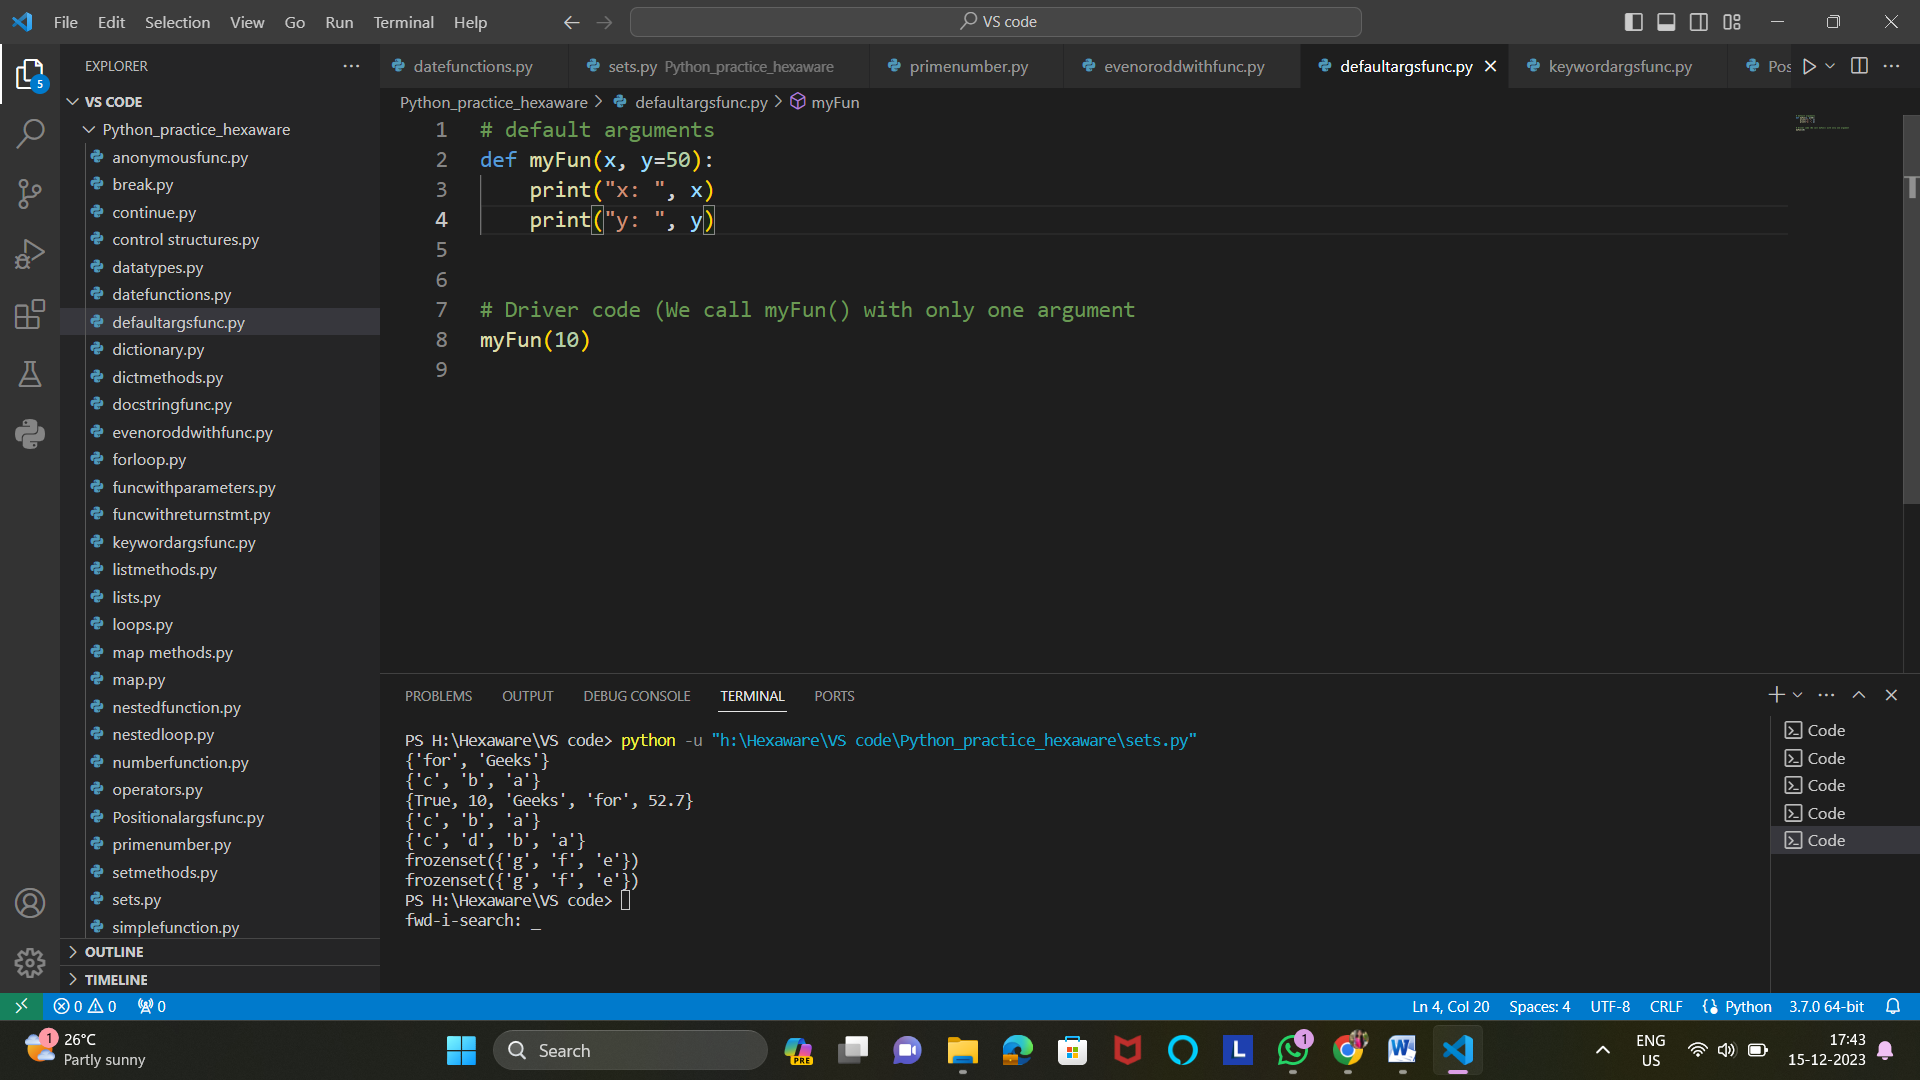 File Edit Selection View Go Run Terminal Help
VS code
EXPLORER
VS CODE
Python_practice_hexaware
anonymousfunc.py
break.py
continue.py
control structures.py
datatypes.py
datefunctions.py
defaultargsfunc.py
dictionary.py
dictmethods.py
docstringfunc.py
evenoroddwithfunc.py
forloop.py
funcwithparameters.py
funcwithreturnstmt.py
keywordargsfunc.py
listmethods.py
lists.py
loops.py
map methods.py
map.py
nestedfunction.py
nestedloop.py
numberfunction.py
operators.py
Positionalargsfunc.py
primenumber.py
setmethods.py
sets.py
simplefunction.py
OUTLINE
TIMELINE
5
datefunctions.py sets.py Python_practice_hexaware primenumber.py evenoroddwithfunc.py defaultargsfunc.py keywordargsfunc.py Pos
Python_practice_hexaware > defaultargsfunc.py > myFun
1 # default arguments
2 def myFun(x, y=50):
3     print("x: ", x)
4     print("y: ", y)
5
6
7 # Driver code (We call myFun() with only one argument
8 myFun(10)
9
PROBLEMS OUTPUT DEBUG CONSOLE TERMINAL PORTS
PS H:\Hexaware\VS code> python -u "h:\Hexaware\VS code\Python_practice_hexaware\sets.py"
{'for', 'Geeks'}
{'c', 'b', 'a'}
{True, 10, 'Geeks', 'for', 52.7}
{'c', 'b', 'a'}
{'c', 'd', 'b', 'a'}
frozenset({'g', 'f', 'e'})
frozenset({'g', 'f', 'e'})
PS H:\Hexaware\VS code>
fwd-i-search: _
Code
Code
Code
Code
Code
0 0 0 Ln 4, Col 20 Spaces: 4 UTF-8 CRLF Python 3.7.0 64-bit
1
26°C
Partly sunny
Search
PRE
L
1
ENG
US
17:43
15-12-2023